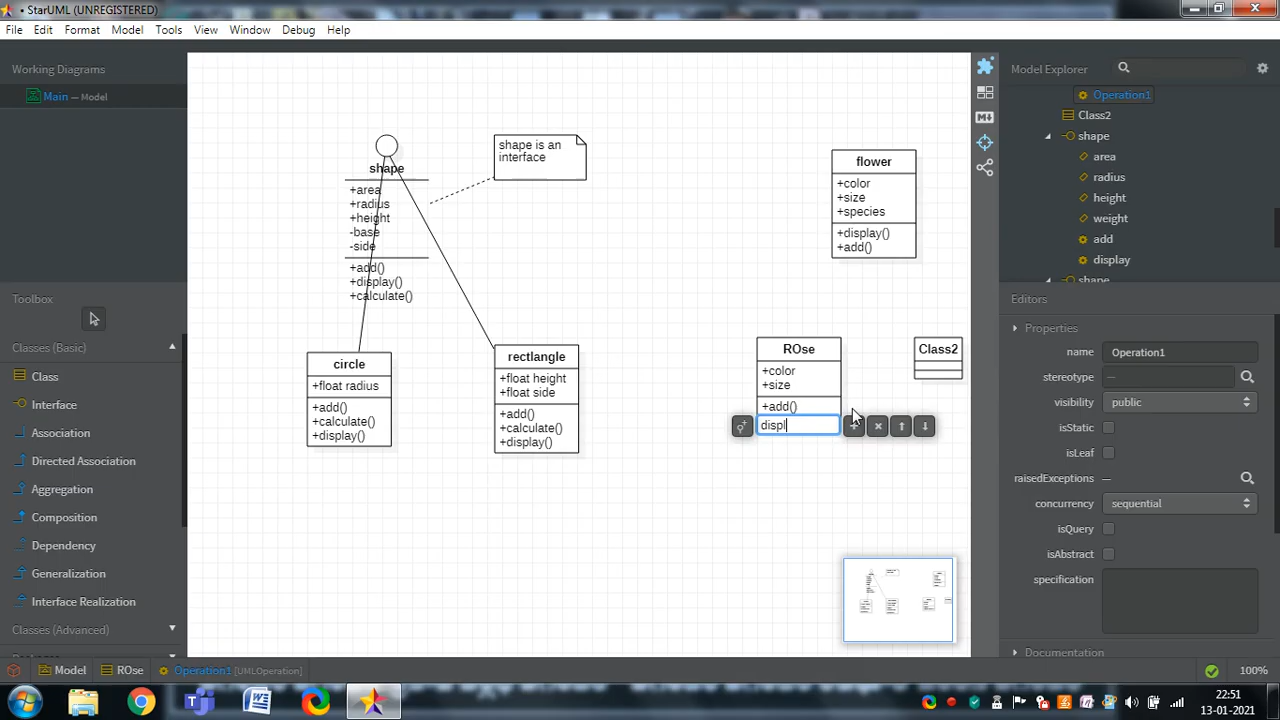 • StarUML (UNREGISTERED)
File Edit Format Model Tools View Window Debug Help
Working Diagrams
Main — Model
Toolbox
Classes (Basic)
Class
Interface
Association
Directed Association
Aggregation
Composition
Dependency
Generalization
Interface Realization
Classes (Advanced)
shape
+area
+radius
+height
-base
-side
+add()
+display()
+calculate()
shape is an
interface
circle
+float radius
+add()
+calculate()
+display()
rectlangle
+float height
+float side
+add()
+calculate()
+display()
flower
+color
+size
+species
+display()
+add()
ROse
+color
+size
+add()
displ
Class2
Model Explorer
Operation1
Class2
shape
area
radius
height
weight
add
display
shape
Editors
Properties
name Operation1
stereotype —
visibility public
isStatic
isLeaf
raisedExceptions —
concurrency sequential
isQuery
isAbstract
specification
Documentation
Model ROse Operation1 [UMLOperation]
100%
22:51
13-01-2021